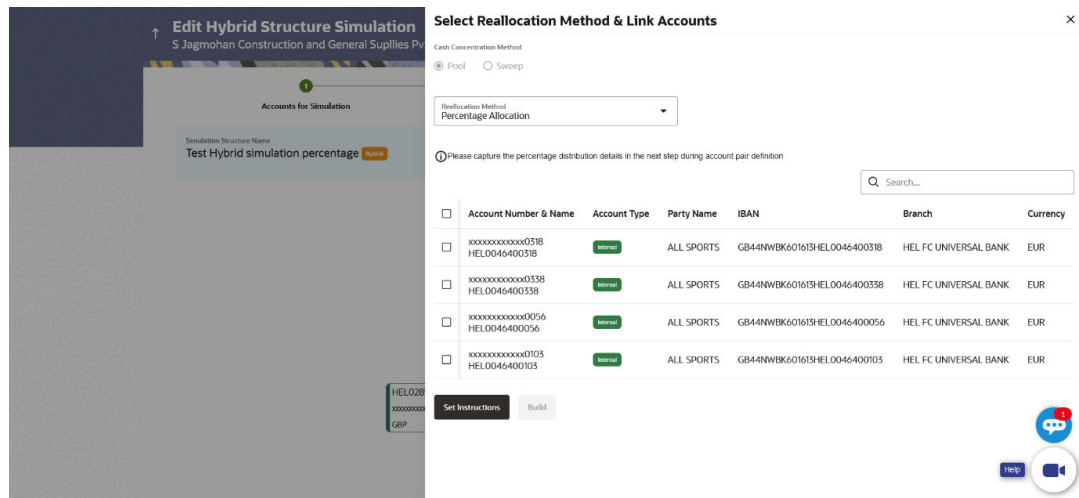 Edit Hybrid Structure Simulation
S Jagmohan Construction and General Supllies Pv
1
Accounts for Simulation
Simulation Structure Name
Test Hybrid simulation percentage Hybrid
HEL028
GBP
Select Reallocation Method & Link Accounts
Cash Concentration Method
Pool Sweep
Reallocation Method
Percentage Allocation
Please capture the percentage distribution details in the next step during account pair definition
Search...
Account Number & Name Account Type Party Name IBAN Branch Currency
xxxxxxxxxxxx0318
HEL0046400318 Internal ALL SPORTS GB44NWBK601613HEL0046400318 HEL FC UNIVERSAL BANK EUR
xxxxxxxxxxxx0338
HEL0046400338 Internal ALL SPORTS GB44NWBK601613HEL0046400338 HEL FC UNIVERSAL BANK EUR
xxxxxxxxxxxx0056
HEL0046400056 Internal ALL SPORTS GB44NWBK601613HEL0046400056 HEL FC UNIVERSAL BANK EUR
xxxxxxxxxxxx0103
HEL0046400103 Internal ALL SPORTS GB44NWBK601613HEL0046400103 HEL FC UNIVERSAL BANK EUR
Set Instructions Build
1
Help